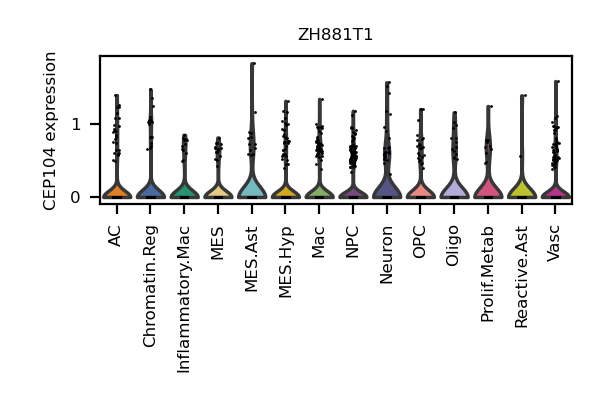 ZH881T1
CEP104 expression
1
0
AC
Chromatin.Reg
Inflammatory.Mac
MES
MES.Ast
MES.Hyp
Mac
NPC
Neuron
OPC
Oligo
Prolif.Metab
Reactive.Ast
Vasc